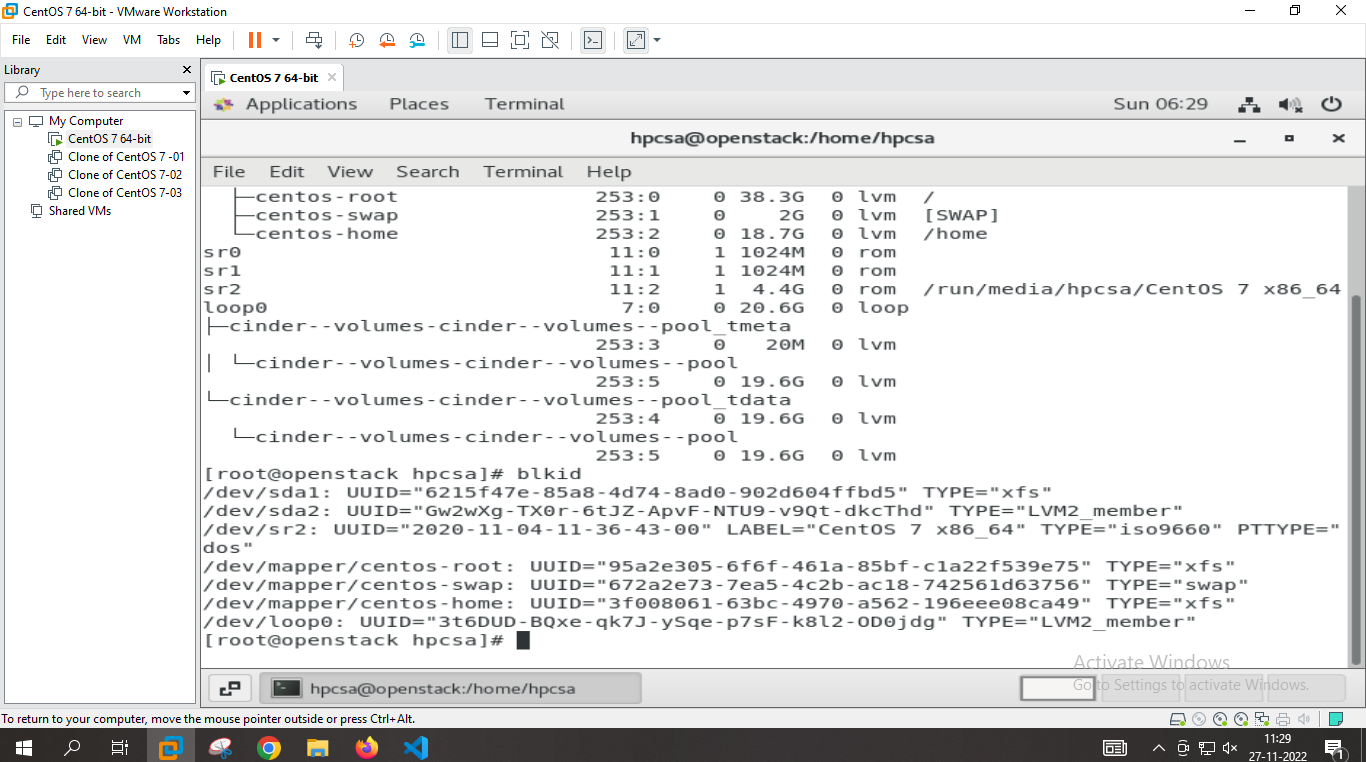 CentOS 7 64-bit - VMware Workstation
File Edit View VM Tabs Help
Library
Type here to search
My Computer
CentOS 7 64-bit
Clone of CentOS 7 -01
Clone of CentOS 7-02
Clone of CentOS 7-03
Shared VMs
CentOS 7 64-bit
Applications Places Terminal Sun 06:29
hpcsa@openstack:/home/hpcsa
File Edit View Search Terminal Help
├─centos-root 253:0 0 38.3G 0 lvm /
├─centos-swap 253:1 0 2G 0 lvm [SWAP]
└─centos-home 253:2 0 18.7G 0 lvm /home
sr0 11:0 1 1024M 0 rom
sr1 11:1 1 1024M 0 rom
sr2 11:2 1 4.4G 0 rom /run/media/hpcsa/CentOS 7 x86_64
loop0 7:0 0 20.6G 0 loop
├─cinder--volumes-cinder--volumes--pool_tmeta
253:3 0 20M 0 lvm
│ └─cinder--volumes-cinder--volumes--pool
253:5 0 19.6G 0 lvm
└─cinder--volumes-cinder--volumes--pool_tdata
253:4 0 19.6G 0 lvm
└─cinder--volumes-cinder--volumes--pool
253:5 0 19.6G 0 lvm
[root@openstack hpcsa]# blkid
/dev/sda1: UUID="6215f47e-85a8-4d74-8ad0-902d604ffbd5" TYPE="xfs"
/dev/sda2: UUID="Gw2wXg-TX0r-6tJZ-ApvF-NTU9-v9Qt-dkcThd" TYPE="LVM2_member"
/dev/sr2: UUID="2020-11-04-11-36-43-00" LABEL="CentOS 7 x86_64" TYPE="iso9660" PTTYPE="
dos"
/dev/mapper/centos-root: UUID="95a2e305-6f6f-461a-85bf-c1a22f539e75" TYPE="xfs"
/dev/mapper/centos-swap: UUID="672a2e73-7ea5-4c2b-ac18-742561d63756" TYPE="swap"
/dev/mapper/centos-home: UUID="3f008061-63bc-4970-a562-196eee08ca49" TYPE="xfs"
/dev/loop0: UUID="3t6DUD-BQxe-qk7J-ySqe-p7sF-k8l2-OD0jdg" TYPE="LVM2_member"
[root@openstack hpcsa]#
Activate Windows
Go to Settings to activate Windows.
hpcsa@openstack:/home/hpcsa
To return to your computer, move the mouse pointer outside or press Ctrl+Alt.
11:29
27-11-2022
1